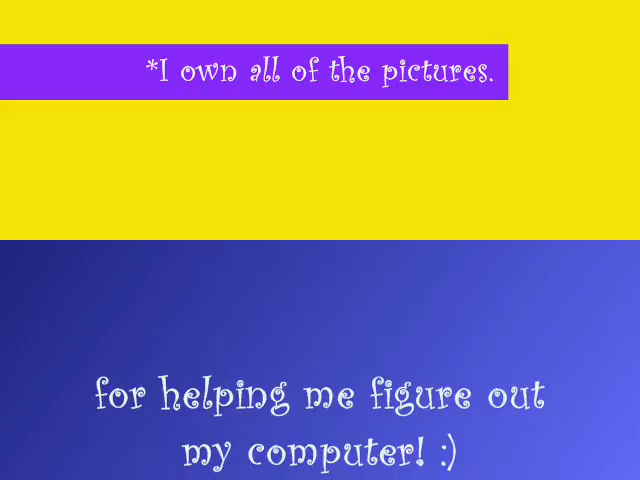 *I own all of the pictures.
for helping me figure out
my computer! :)